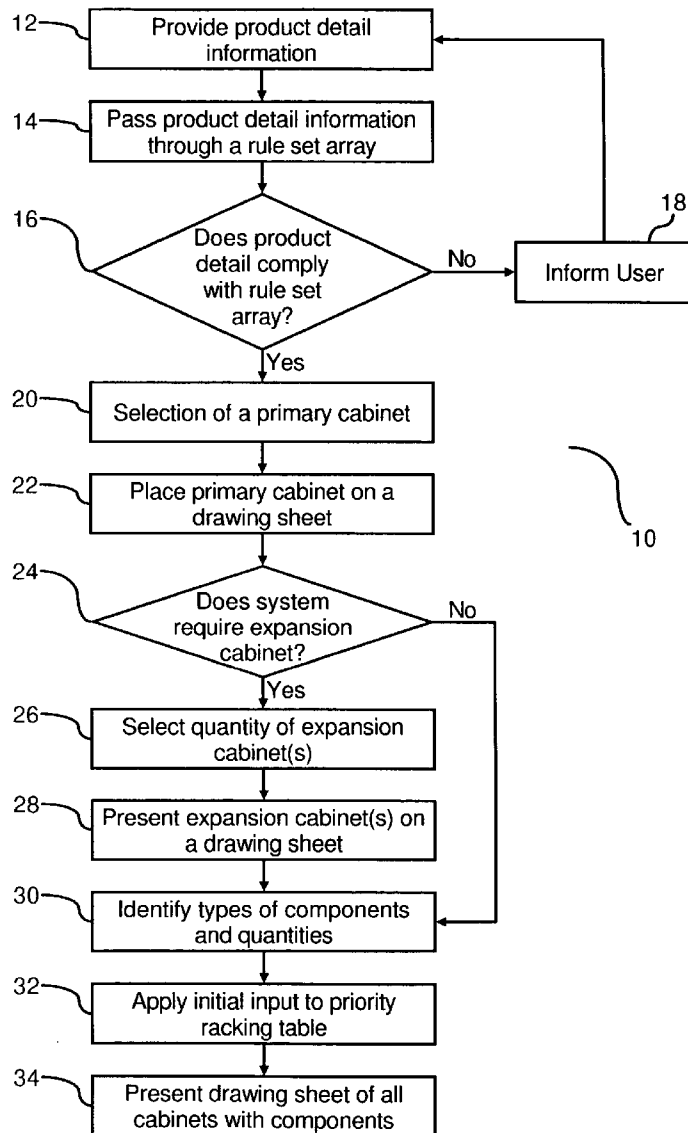 12
Provide product detail
information
14
Pass product detail information
through a rule set array
16
Does product
detail comply
with rule set
array?
No
18
Inform User
Yes
20
Selection of a primary cabinet
22
Place primary cabinet on a
drawing sheet
10
24
Does system
require expansion
cabinet?
No
Yes
26
Select quantity of expansion
cabinet(s)
28
Present expansion cabinet(s) on
a drawing sheet
30
Identify types of components
and quantities
32
Apply initial input to priority
racking table
34
Present drawing sheet of all
cabinets with components